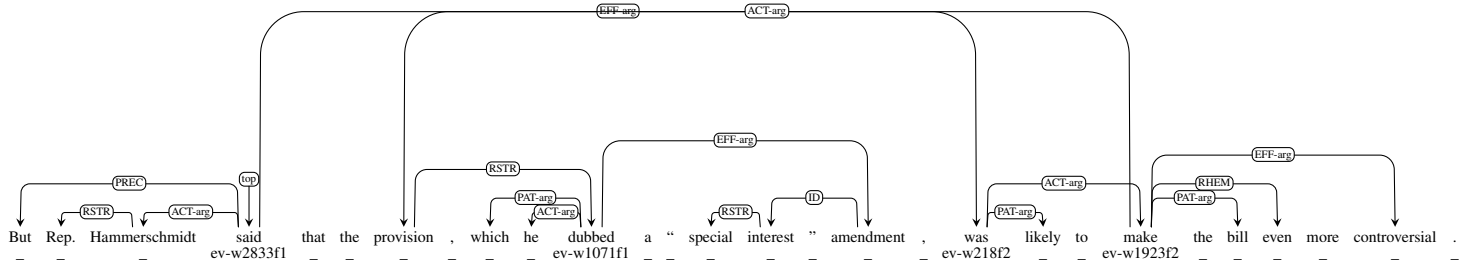 EFF-arg ACT-arg
EFF-arg
RSTR EFF-arg
PREC top PAT-arg ID ACT-arg RHEM
RSTR ACT-arg ACT-arg RSTR PAT-arg PAT-arg
But Rep. Hammerschmidt said that the provision , which he dubbed a “ special interest ” amendment , was likely to make the bill even more controversial .
_ _ _ ev-w2833f1 _ _ _ _ _ _ ev-w1071f1 _ _ _ _ _ _ _ ev-w218f2 _ _ ev-w1923f2 _ _ _ _ _ _